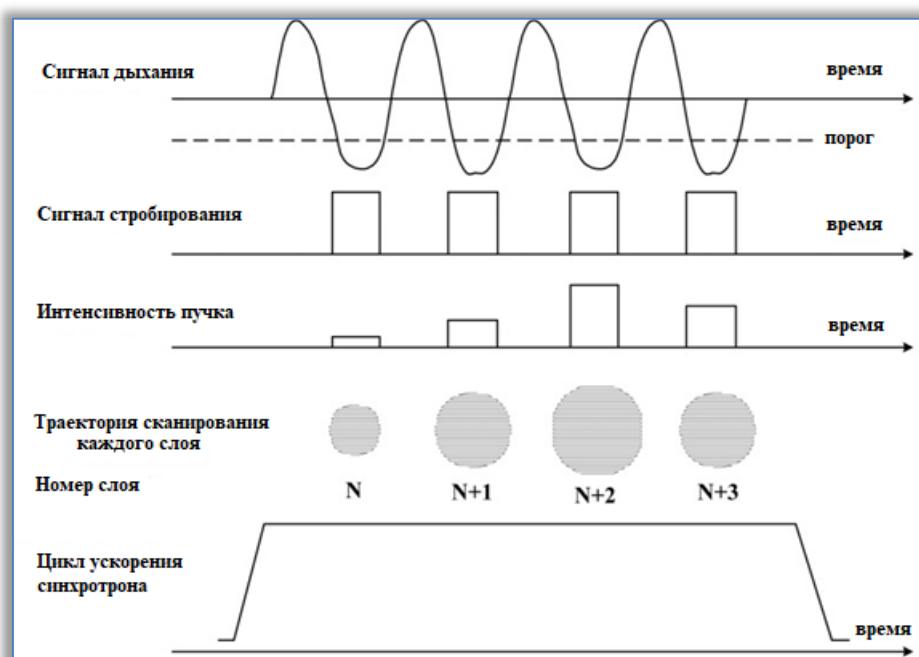 Сигнал дыхания
время
порог
Сигнал стробирования
время
Интенсивность пучка
время
Траектория сканирования
каждого слоя
Номер слоя
N
N+1
N+2
N+3
Цикл ускорения
синхротрона
время